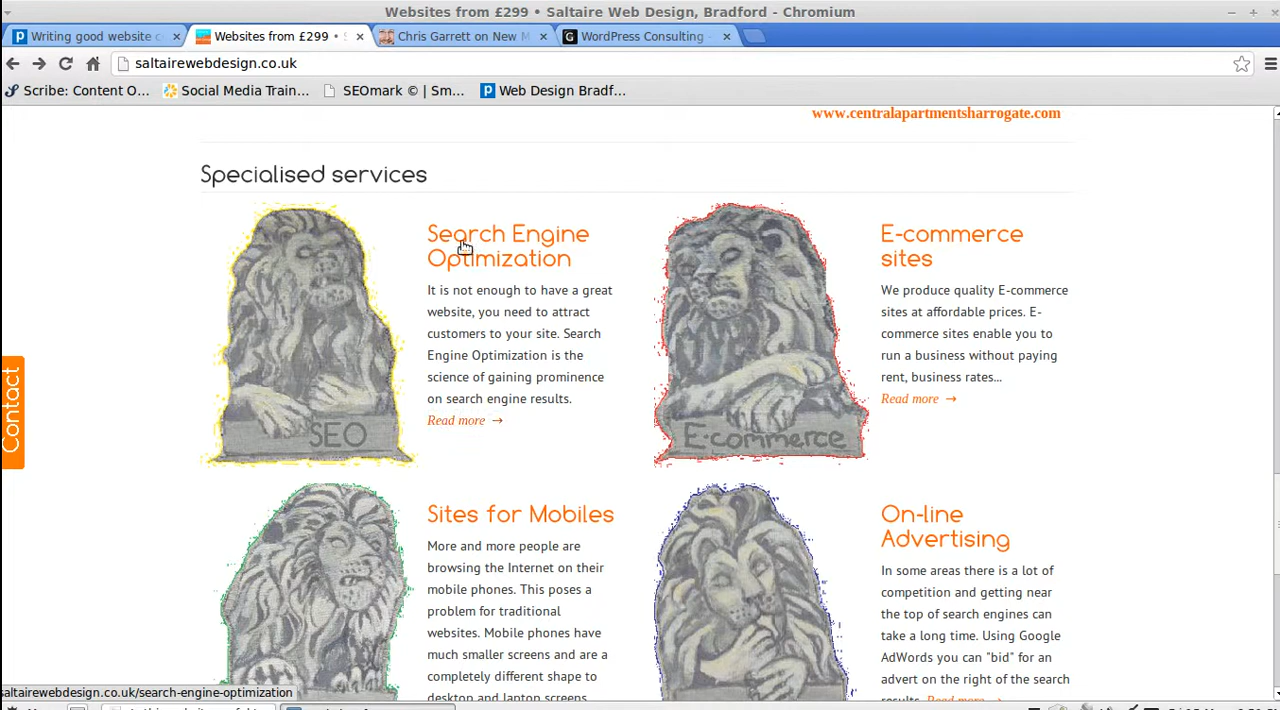 Websites from £299 • Saltaire Web Design, Bradford - Chromium
Writing good website c
Websites from £299 •
Chris Garrett on New M
WordPress Consulting
saltairewebdesign.co.uk
Scribe: Content O...
Social Media Train...
SEOmark © | Sm...
Web Design Bradf...
www.centralapartmentsharrogate.com
Specialised services
Search Engine
Optimization
It is not enough to have a great
website, you need to attract
customers to your site. Search
Engine Optimization is the
science of gaining prominence
on search engine results.
Read more →
SEO
E-commerce
sites
We produce quality E-commerce
sites at affordable prices. E-
commerce sites enable you to
run a business without paying
rent, business rates...
Read more →
E-commerce
Contact
Sites for Mobiles
More and more people are
browsing the Internet on their
mobile phones. This poses a
problem for traditional
websites. Mobile phones have
much smaller screens and are a
completely different shape to
desktop and laptop screens
On-line
Advertising
In some areas there is a lot of
competition and getting near
the top of search engines can
take a long time. Using Google
AdWords you can "bid" for an
advert on the right of the search
results. Read more →
saltairewebdesign.co.uk/search-engine-optimization